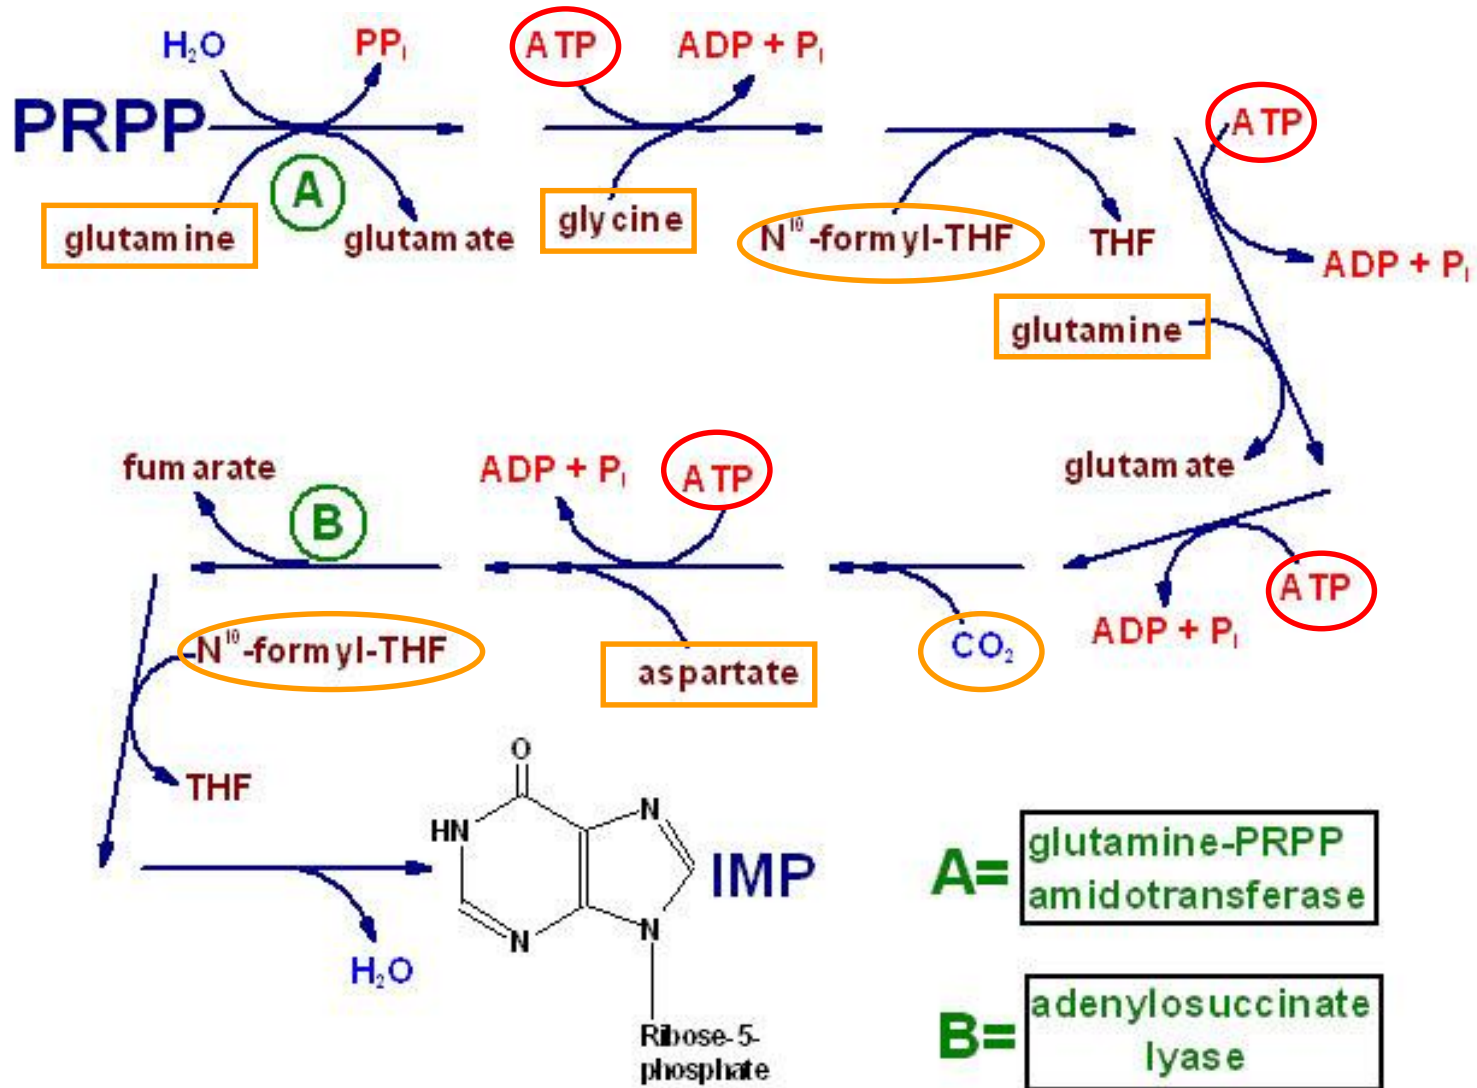 H₂O
PPᵢ
ATP
ADP + Pᵢ
PRPP
A
glutamine
glutamate
glycine
N¹⁰-formyl-THF
THF
ATP
ADP + Pᵢ
glutamine
glutamate
ATP
ADP + Pᵢ
CO₂
ADP + Pᵢ
ATP
aspartate
fumarate
B
N¹⁰-formyl-THF
THF
H₂O
O
HN
N
N
N
Ribose-5-
phosphate
IMP
A=
glutamine-PRPP
amidotransferase
B=
adenylosuccinate
lyase